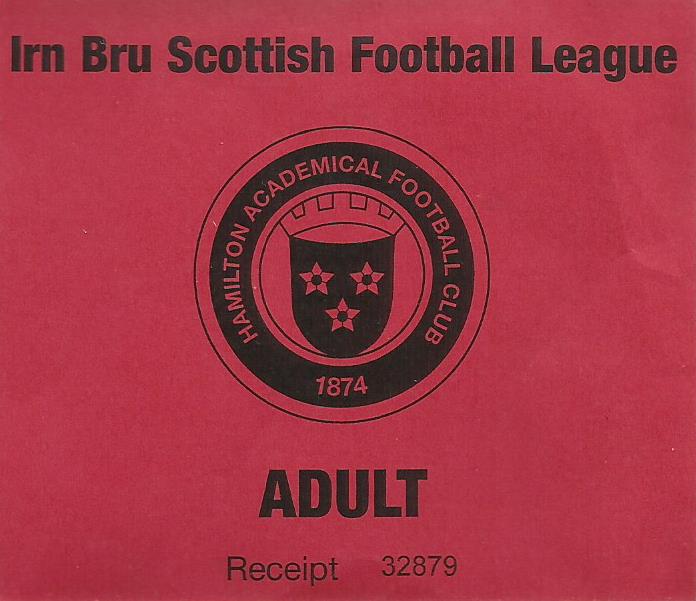 Irn Bru Scottish Football League
HAMILTON ACADEMICAL FOOTBALL CLUB
1874
ADULT
Receipt 32879